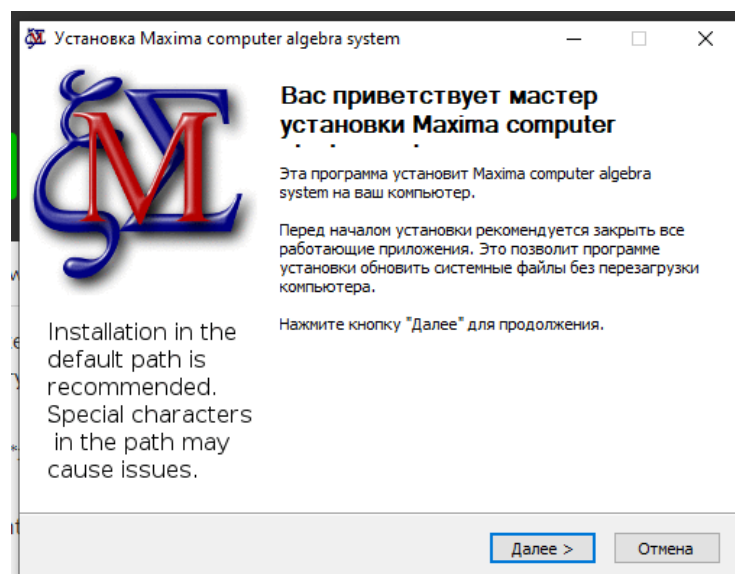 Установка Maxima computer algebra system
Вас приветствует мастер
установки Maxima computer
Эта программа установит Maxima computer algebra
system на ваш компьютер.
Перед началом установки рекомендуется закрыть все
работающие приложения. Это позволит программе
установки обновить системные файлы без перезагрузки
компьютера.
Нажмите кнопку "Далее" для продолжения.
Installation in the
default path is
recommended.
Special characters
in the path may
cause issues.
Далее >
Отмена